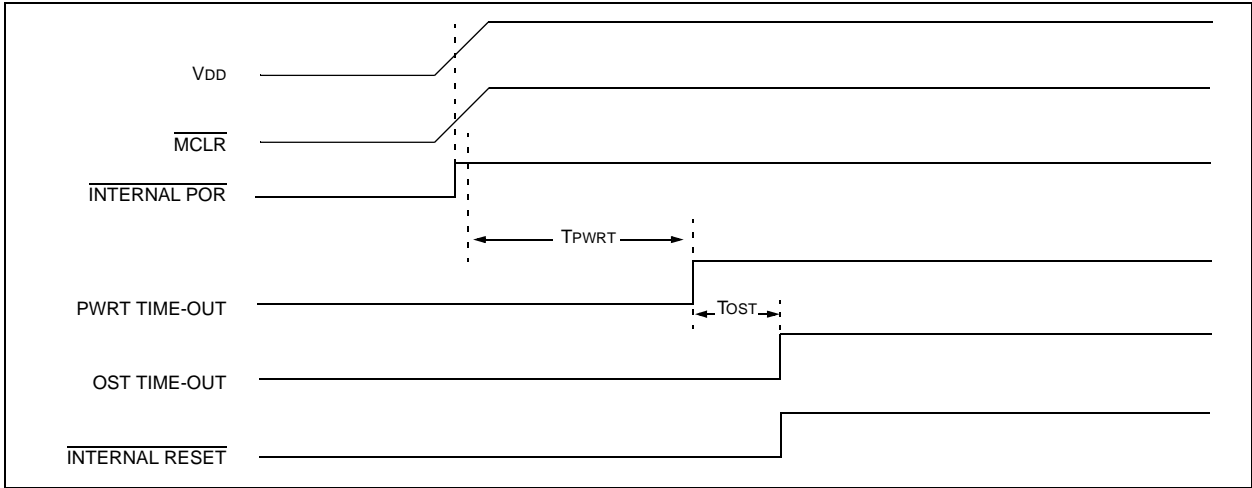 VDD
MCLR
INTERNAL POR
TPWRT
PWRT TIME-OUT
TOST
OST TIME-OUT
INTERNAL RESET